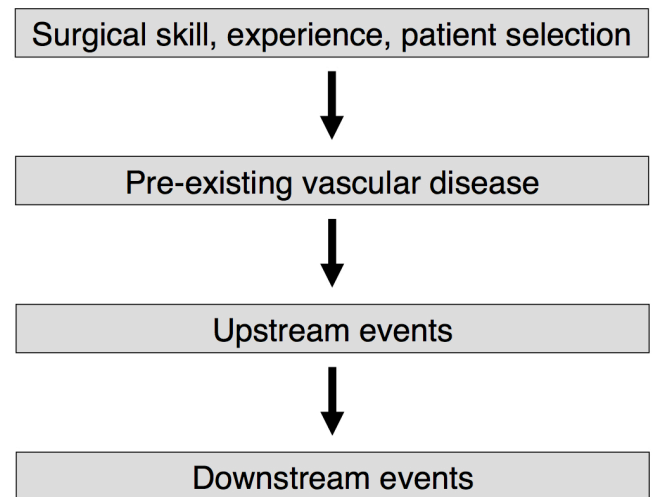 Surgical skill, experience, patient selection
Pre-existing vascular disease
Upstream events
Downstream events